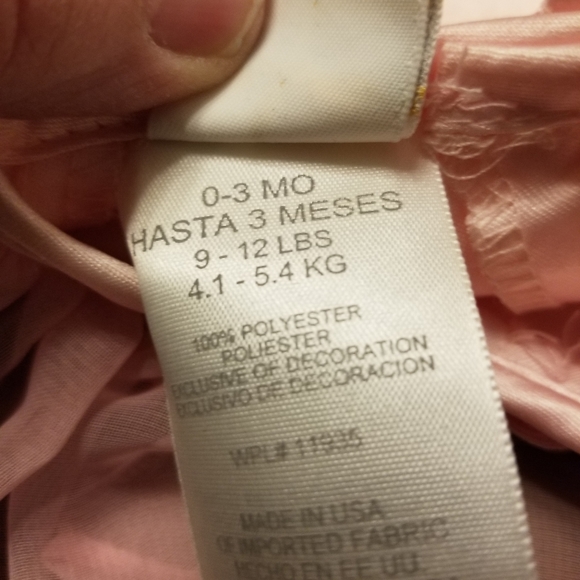 0-3 MO
HASTA 3 MESES
9 - 12 LBS
4.1 - 5.4 KG
100% POLYESTER
POLIESTER
EXCLUSIVE OF DECORATION
EXCLUSIVO DE DECORACION
WPL# 11935
MADE IN USA
OF IMPORTED FABRIC
HECHO EN EE UU.